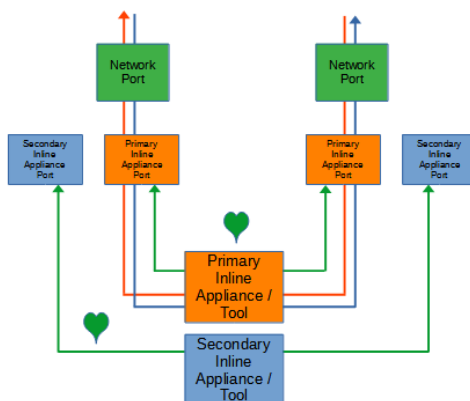 Network
Port
Network
Port
Secondary
Inline
Appliance
Port
Primary
Inline
Appliance
Port
Primary
Inline
Appliance
Port
Secondary
Inline
Appliance
Port
Primary
Inline
Appliance /
Tool
Secondary
Inline
Appliance /
Tool